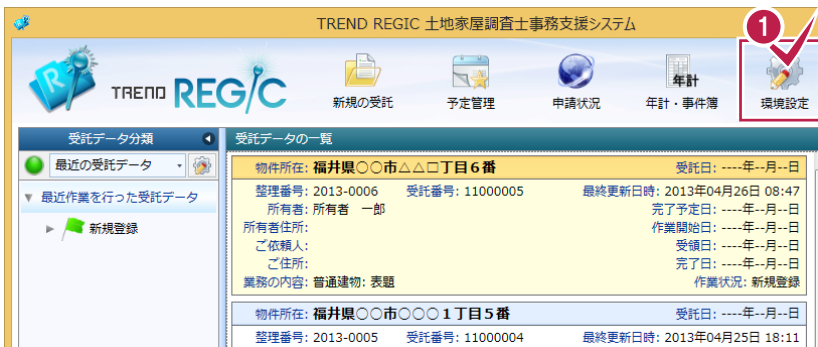 TREND REGIC 土地家屋調査士事務支援システム
1
TREND REGIC
新規の受託
予定管理
申請状況
年計
年計・事件簿
環境設定
受託データ分類
受託データの一覧
最近の受託データ
最近作業を行った受託データ
新規登録
物件所在: 福井県○○市△△□丁目6番 受託日: ----年--月--日
整理番号: 2013-0006 受託番号: 11000005 最終更新日時: 2013年04月26日 08:47
所有者: 所有者 一郎 完了予定日: ----年--月--日
所有者住所: 作業開始日: ----年--月--日
ご依頼人: 受領日: ----年--月--日
ご住所: 完了日: ----年--月--日
業務の内容: 普通建物: 表題 作業状況: 新規登録
物件所在: 福井県○○市○○○1丁目5番 受託日: ----年--月--日
整理番号: 2013-0005 受託番号: 11000004 最終更新日時: 2013年04月25日 18:11